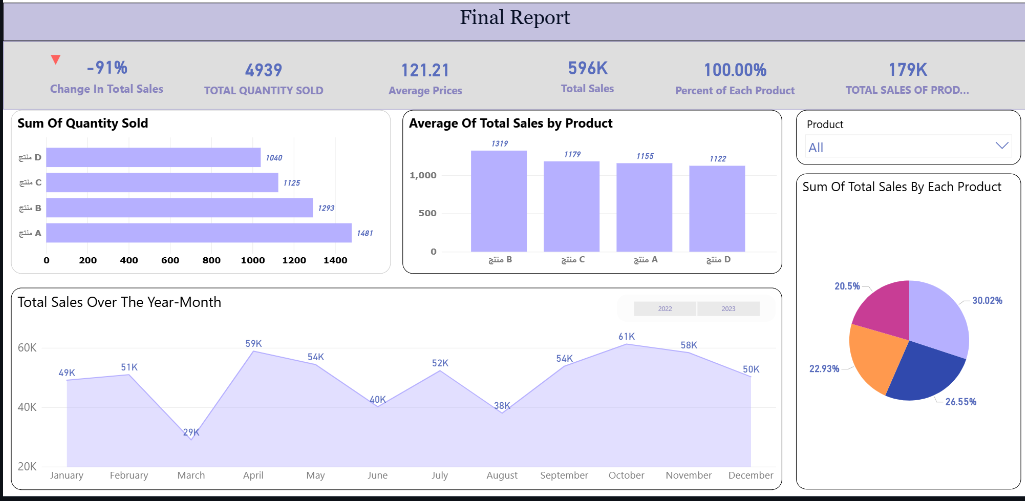 Final Report
-91%
Change In Total Sales
4939
TOTAL QUANTITY SOLD
121.21
Average Prices
596K
Total Sales
100.00%
Percent of Each Product
179K
TOTAL SALES OF PROD...
Sum Of Quantity Sold
منتج D
1040
منتج C
1125
منتج B
1293
منتج A
1481
0 200 400 600 800 1000 1200 1400
Average Of Total Sales by Product
1319
1179
1155
1122
1,000
500
0
منتج B
منتج C
منتج A
منتج D
Product
All
Sum Of Total Sales By Each Product
20.5%
30.02%
22.93%
26.55%
Total Sales Over The Year-Month
2022 2023
60K
40K
20K
49K
51K
29K
59K
54K
40K
52K
38K
54K
61K
58K
50K
January February March April May June July August September October November December